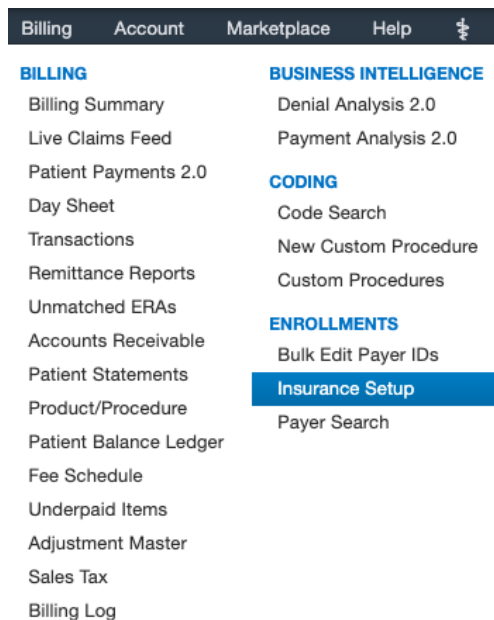 Billing Account Marketplace Help
BILLING
Billing Summary
Live Claims Feed
Patient Payments 2.0
Day Sheet
Transactions
Remittance Reports
Unmatched ERAs
Accounts Receivable
Patient Statements
Product/Procedure
Patient Balance Ledger
Fee Schedule
Underpaid Items
Adjustment Master
Sales Tax
Billing Log
BUSINESS INTELLIGENCE
Denial Analysis 2.0
Payment Analysis 2.0
CODING
Code Search
New Custom Procedure
Custom Procedures
ENROLLMENTS
Bulk Edit Payer IDs
Insurance Setup
Payer Search